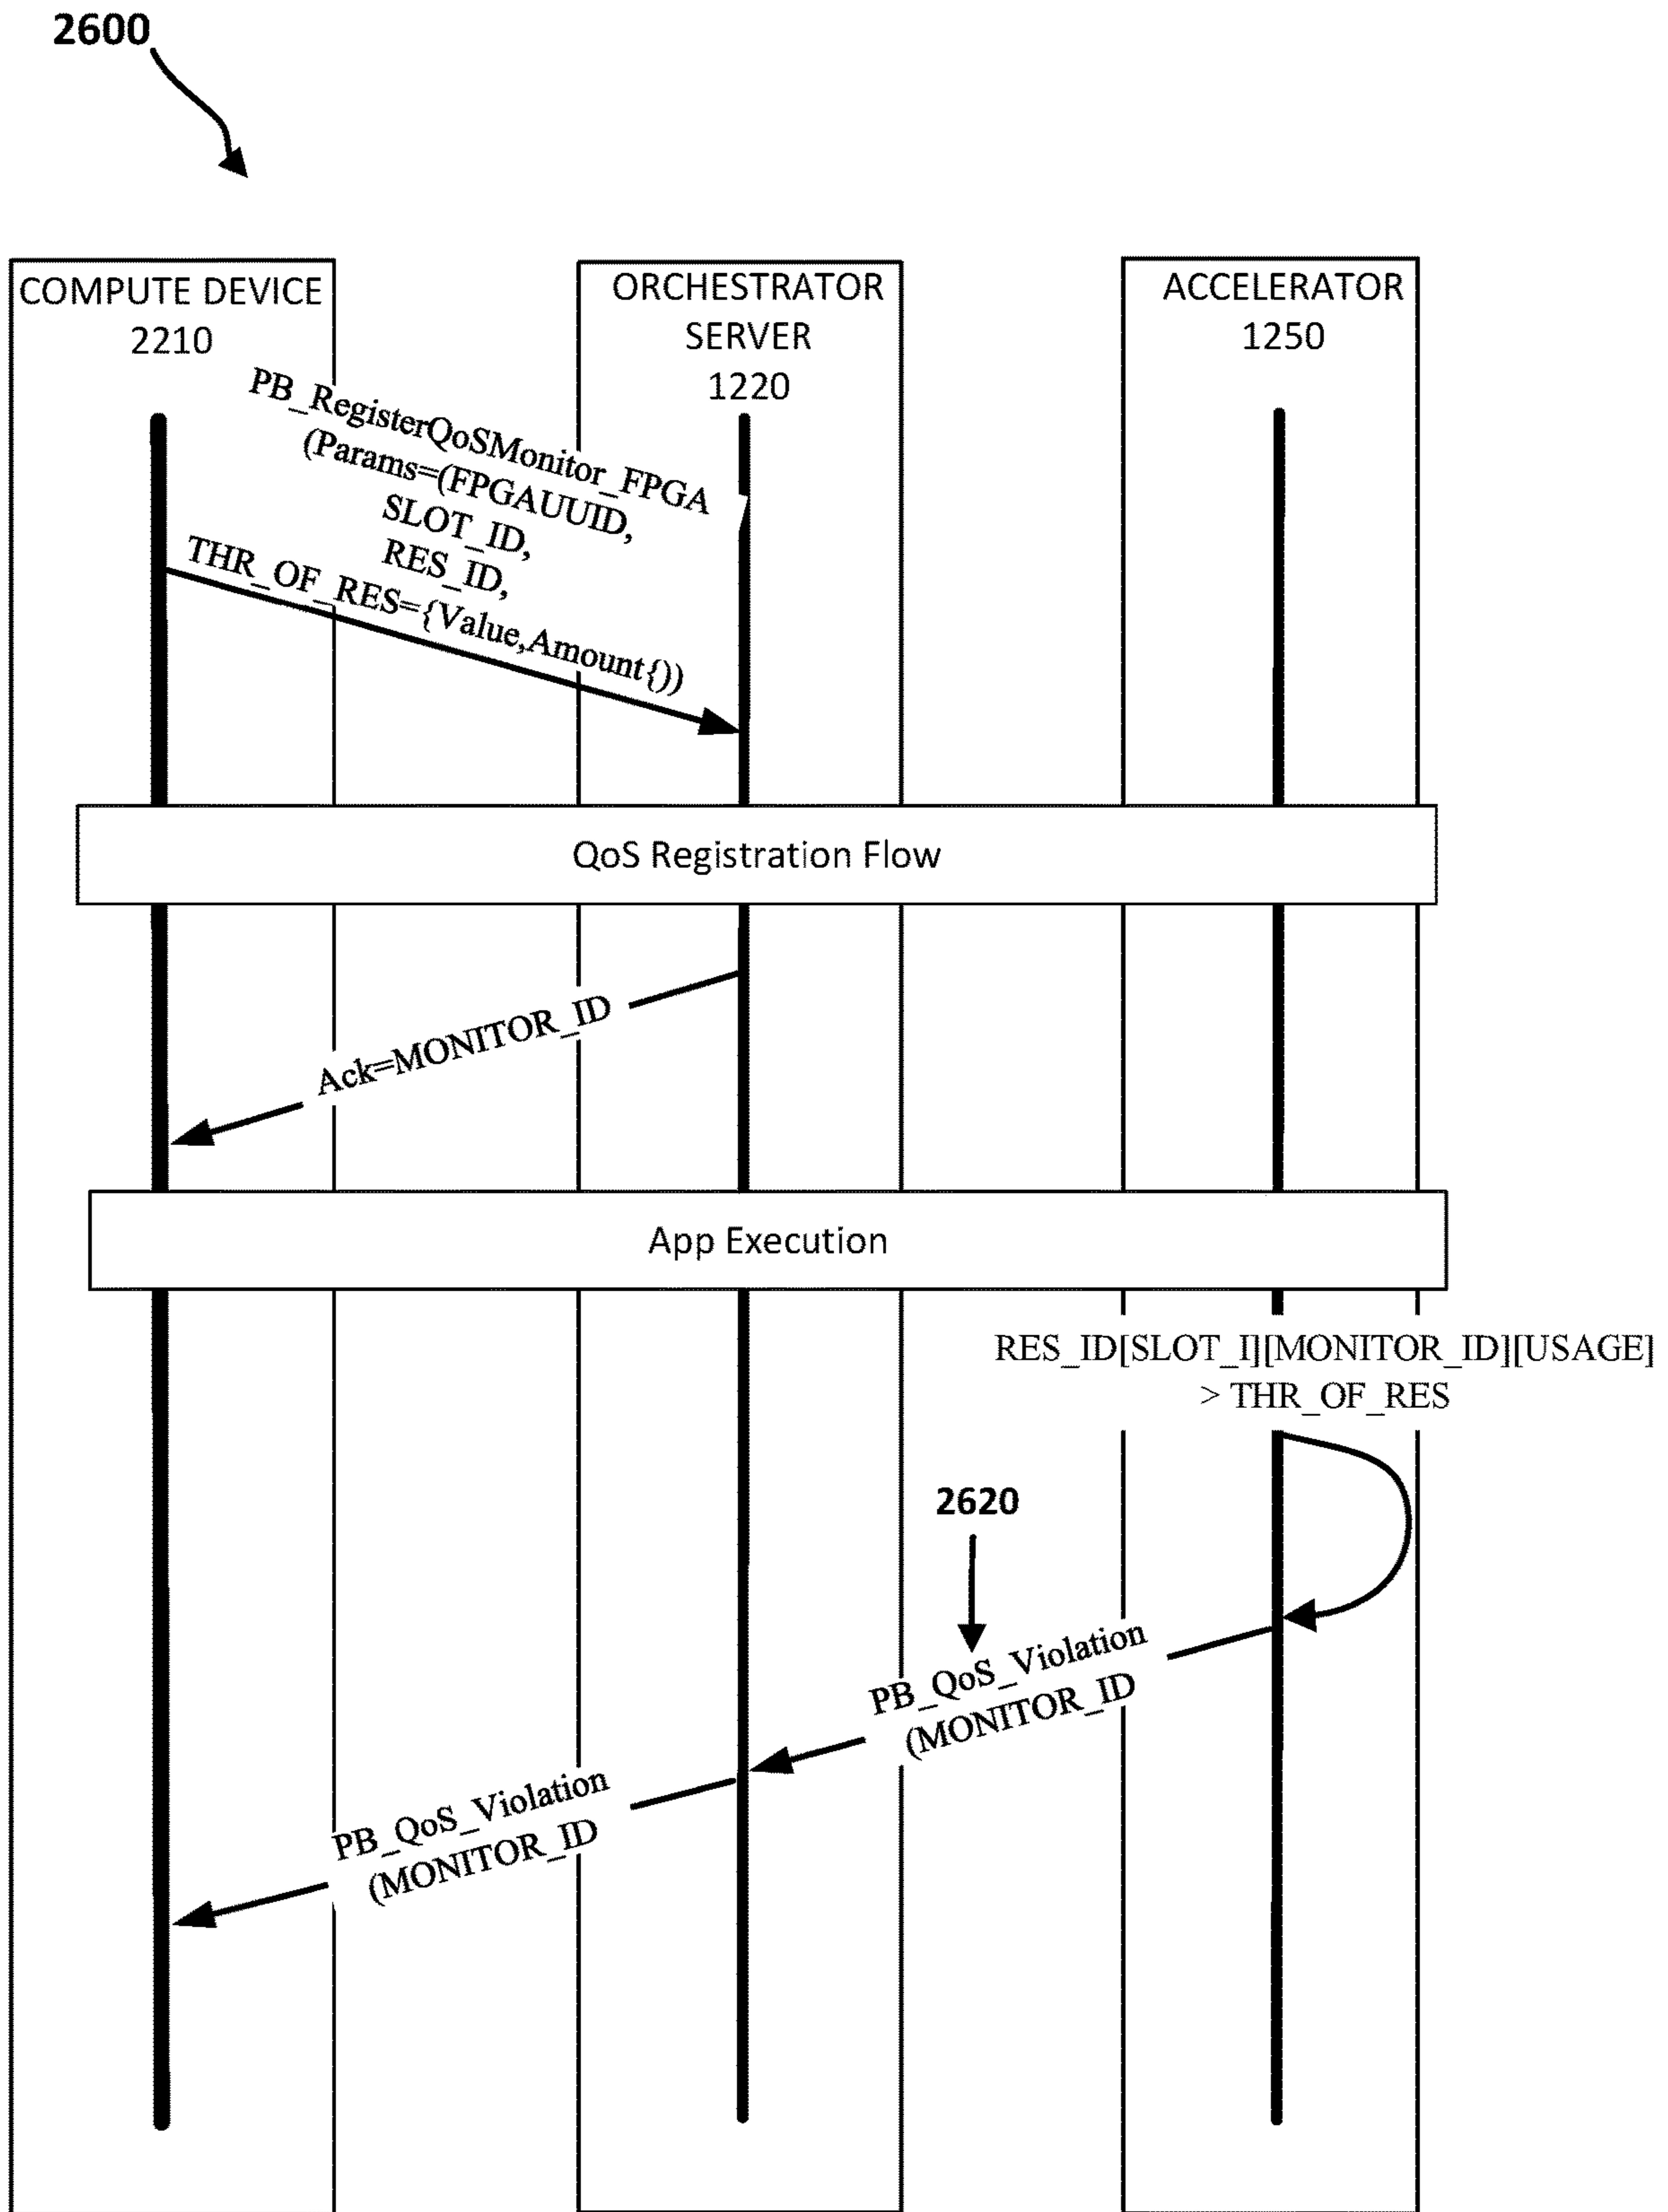 2600
COMPUTE DEVICE
2210
ORCHESTRATOR
SERVER
1220
ACCELERATOR
1250
PB_RegisterQoSMonitor_FPGA
(Params=(FPGAUUID,
SLOT_ID,
RES_ID,
THR_OF_RES={Value,Amount{))
QoS Registration Flow
Ack=MONITOR_ID
App Execution
RES_ID[SLOT_I][MONITOR_ID][USAGE]
> THR_OF_RES
2620
PB_QoS_Violation
(MONITOR_ID
PB_QoS_Violation
(MONITOR_ID